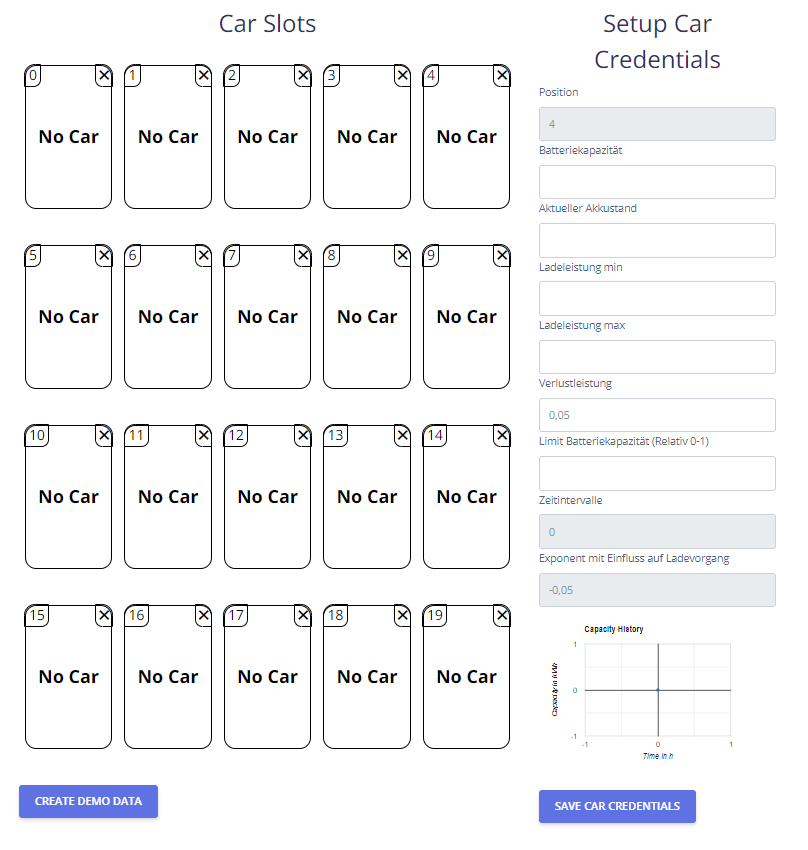 Car Slots
0 ✕ 1 ✕ 2 ✕ 3 ✕ 4 ✕
No Car No Car No Car No Car No Car
5 ✕ 6 ✕ 7 ✕ 8 ✕ 9 ✕
No Car No Car No Car No Car No Car
10 ✕ 11 ✕ 12 ✕ 13 ✕ 14 ✕
No Car No Car No Car No Car No Car
15 ✕ 16 ✕ 17 ✕ 18 ✕ 19 ✕
No Car No Car No Car No Car No Car
CREATE DEMO DATA
Setup Car
Credentials
Position
4
Batteriekapazität
Aktueller Akkustand
Ladeleistung min
Ladeleistung max
Verlustleistung
0,05
Limit Batteriekapazität (Relativ 0-1)
Zeitintervalle
0
Exponent mit Einfluss auf Ladevorgang
-0,05
Capacity History
Capacity in kWh
1
0
-1
-1 0 1
Time in h
SAVE CAR CREDENTIALS